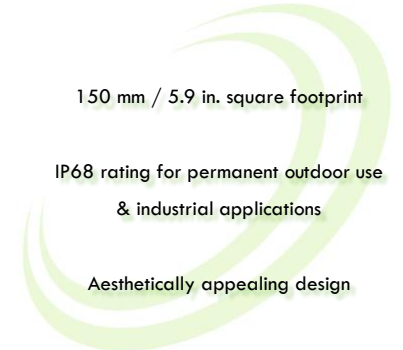 150 mm / 5.9 in. square footprint
IP68 rating for permanent outdoor use
& industrial applications
Aesthetically appealing design